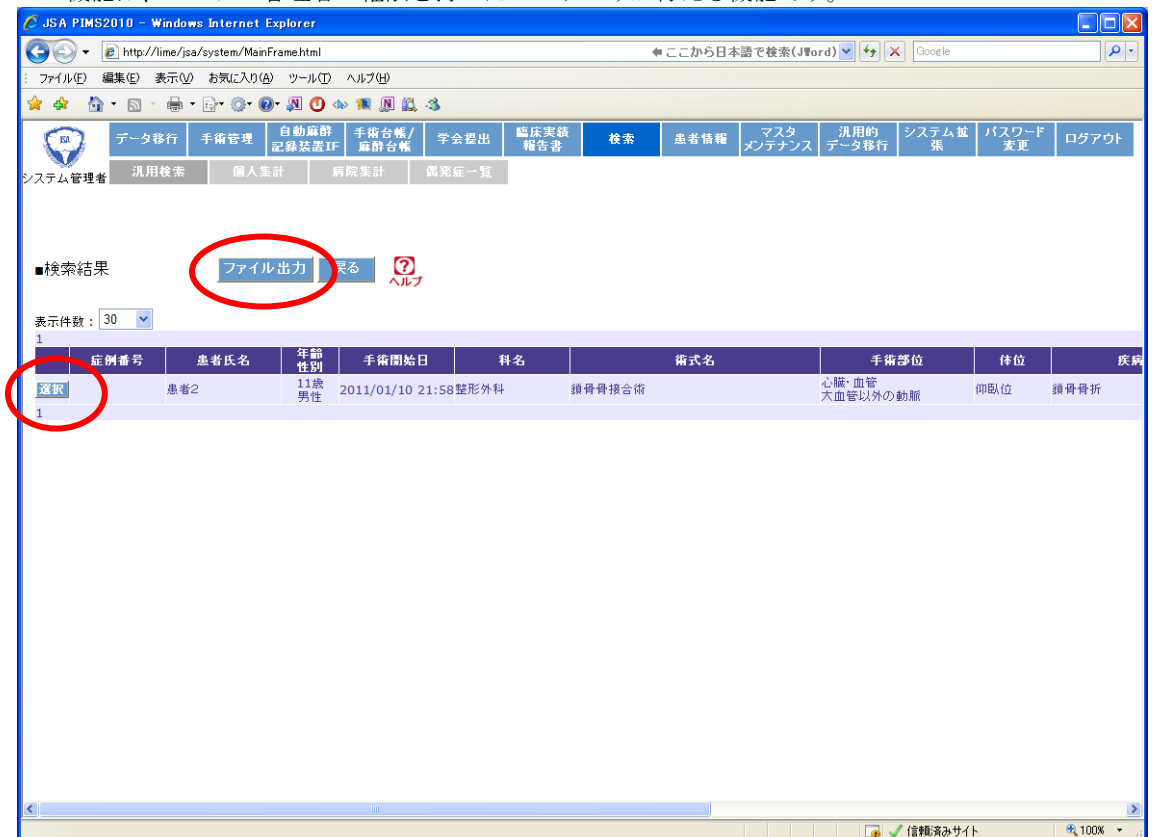 JSA PIMS2010 - Windows Internet Explorer
http://lime/jsa/system/MainFrame.html
ここから日本語で検索(JWord)
Google
ファイル(F) 編集(E) 表示(V) お気に入り(A) ツール(T) ヘルプ(H)
JSA
システム管理者
データ移行
手術管理
自動麻酔
記録装置IF
手術台帳/
麻酔台帳
学会提出
臨床実績
報告書
検索
患者情報
マスタ
メンテナンス
汎用的
データ移行
システム拡
張
パスワード
変更
ログアウト
汎用検索 個人集計 病院集計 偶発症一覧
■検索結果 ファイル出力 戻る
ヘルプ
表示件数: 30
1
症例番号 患者氏名 年齢
性別 手術開始日 科名 術式名 手術部位 体位 疾病
選択 患者2 11歳
男性 2011/01/10 21:58 整形外科 鎖骨骨接合術 心臓・血管
大血管以外の動脈 仰臥位 鎖骨骨折
1
信頼済みサイト 100%